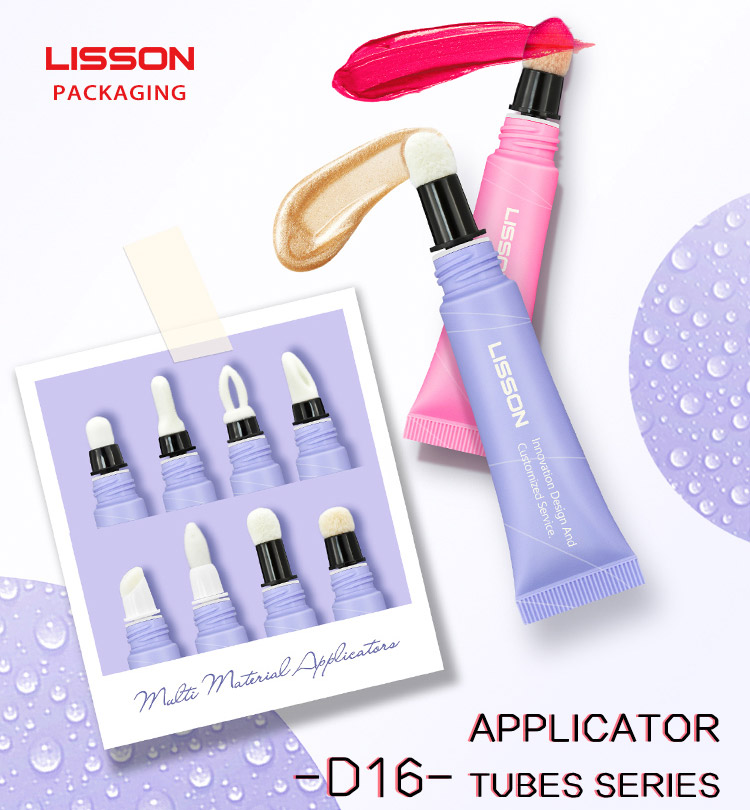 LISSON
PACKAGING
LISSON
LISSON
Innovation Design And
Customized Service.
Multi Material Applicators
APPLICATOR
-D16- TUBES SERIES